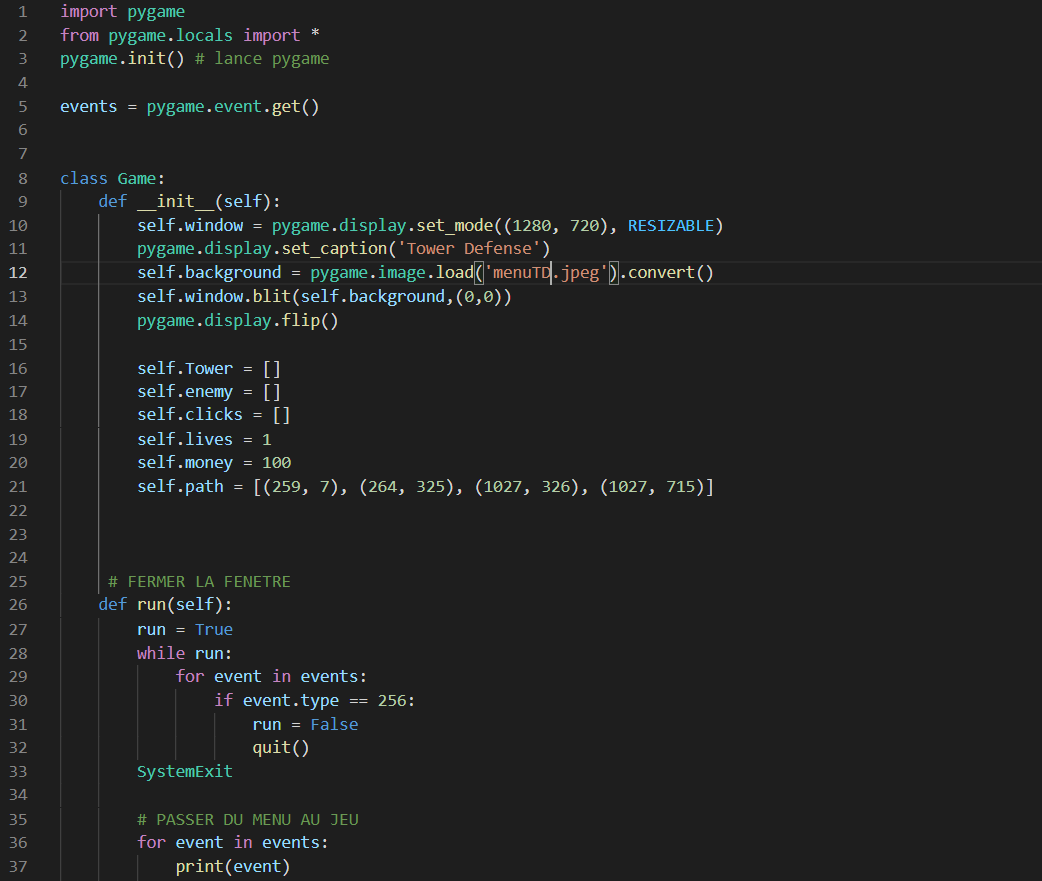 1 import pygame
2 from pygame.locals import *
3 pygame.init() # lance pygame
4
5 events = pygame.event.get()
6
7
8 class Game:
9     def __init__(self):
10         self.window = pygame.display.set_mode((1280, 720), RESIZABLE)
11         pygame.display.set_caption('Tower Defense')
12         self.background = pygame.image.load('menuTD.jpeg').convert()
13         self.window.blit(self.background,(0,0))
14         pygame.display.flip()
15
16         self.Tower = []
17         self.enemy = []
18         self.clicks = []
19         self.lives = 1
20         self.money = 100
21         self.path = [(259, 7), (264, 325), (1027, 326), (1027, 715)]
22
23
24
25      # FERMER LA FENETRE
26     def run(self):
27         run = True
28         while run:
29             for event in events:
30                 if event.type == 256:
31                     run = False
32                     quit()
33         SystemExit
34
35         # PASSER DU MENU AU JEU
36         for event in events:
37             print(event)